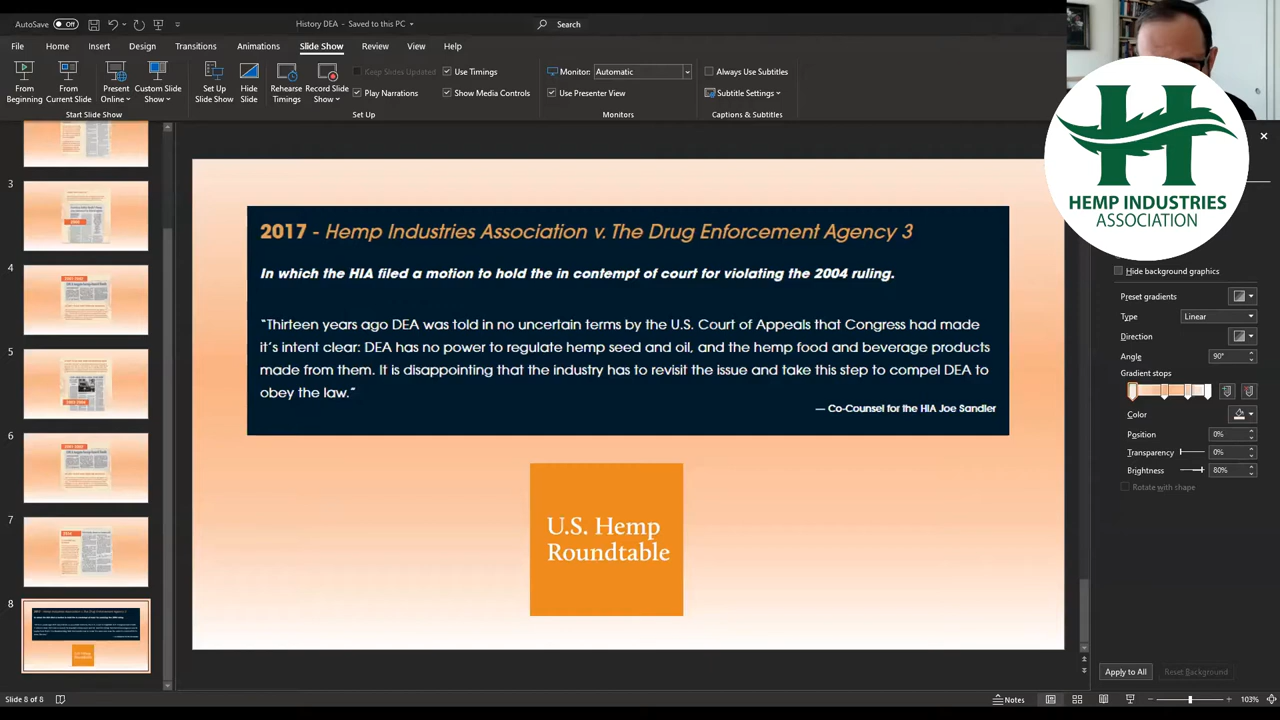 AutoSave Off
History DEA - Saved to this PC
Search
File Home Insert Design Transitions Animations Slide Show Review View Help
From Beginning
From Current Slide
Present Online
Custom Slide Show
Start Slide Show
Set Up Slide Show
Hide Slide
Rehearse Timings
Record Slide Show
Keep Slides Updated
Use Timings
Play Narrations
Show Media Controls
Set Up
Monitor: Automatic
Use Presenter View
Monitors
Always Use Subtitles
Subtitle Settings
Captions & Subtitles
H
HEMP INDUSTRIES
ASSOCIATION
3
4
5
6
7
8
2017 - Hemp Industries Association v. The Drug Enforcement Agency 3
In which the HIA filed a motion to hold the in contempt of court for violating the 2004 ruling.
“Thirteen years ago DEA was told in no uncertain terms by the U.S. Court of Appeals that Congress had made
it’s intent clear: DEA has no power to regulate hemp seed and oil, and the hemp food and beverage products
made from them. It is disappointing that the industry has to revisit the issue and take this step to compel DEA to
obey the law.”
— Co-Counsel for the HIA Joe Sandler
U.S. Hemp
Roundtable
Hide background graphics
Preset gradients
Type Linear
Direction
Angle 90°
Gradient stops
Color
Position 0%
Transparency 0%
Brightness 80%
Rotate with shape
Apply to All
Reset Background
Slide 8 of 8
Notes
103%